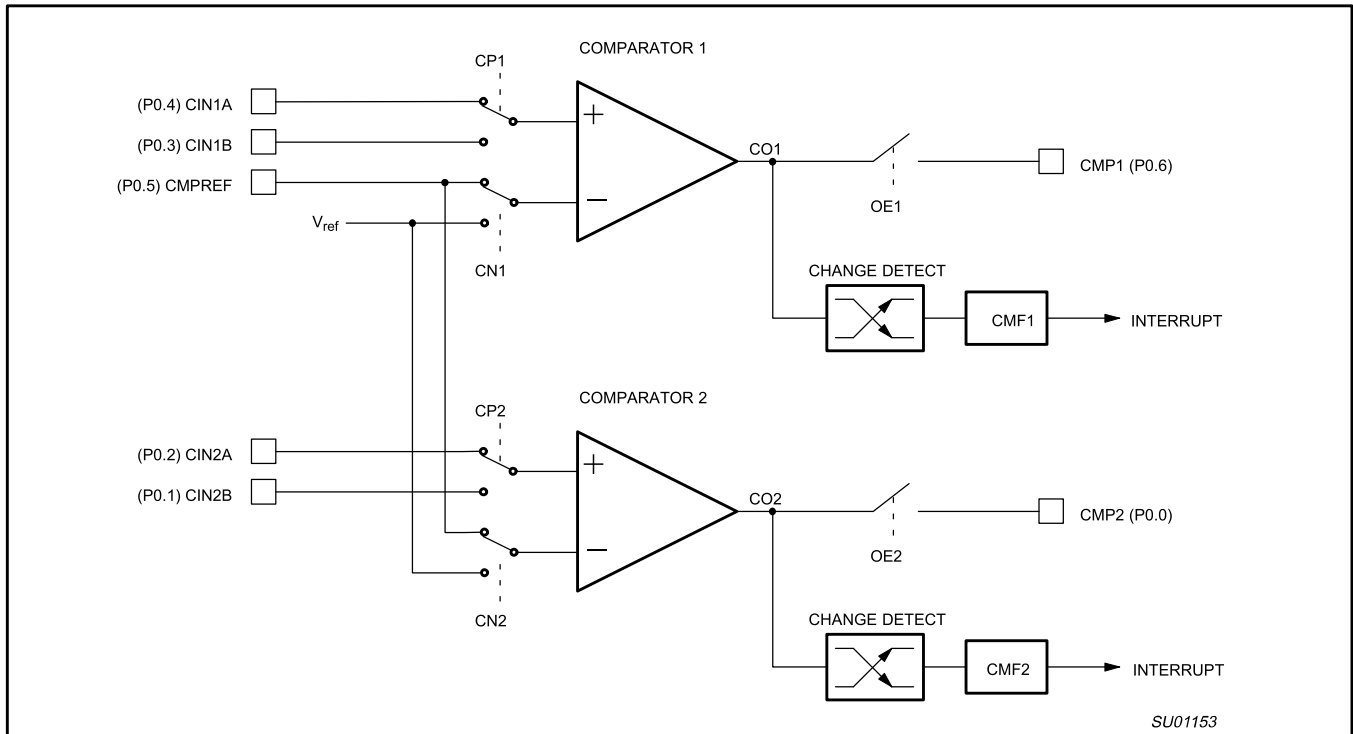 COMPARATOR 1
CP1
(P0.4) CIN1A
+
(P0.3) CIN1B
CO1
CMP1 (P0.6)
(P0.5) CMPREF
−
OE1
Vref
CN1
CHANGE DETECT
CMF1
INTERRUPT
COMPARATOR 2
CP2
(P0.2) CIN2A
+
(P0.1) CIN2B
CO2
CMP2 (P0.0)
−
OE2
CN2
CHANGE DETECT
CMF2
INTERRUPT
SU01153